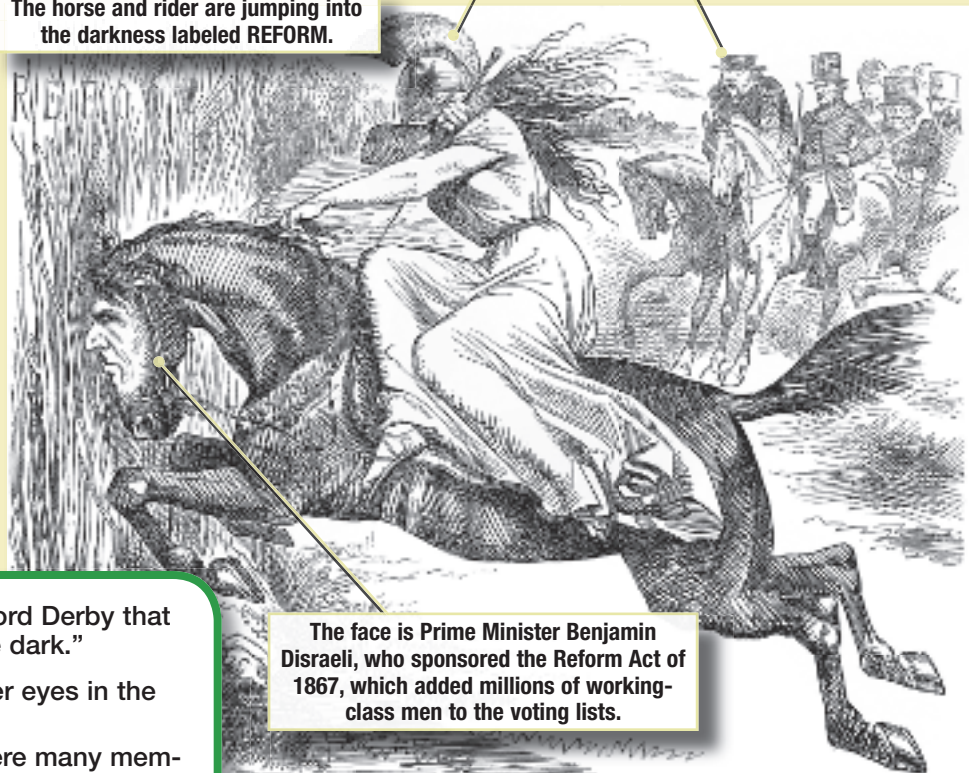 The horse and rider are jumping into
the darkness labeled REFORM.
REFO
ord Derby that
dark.”
er eyes in the
ere many mem-
The face is Prime Minister Benjamin
Disraeli, who sponsored the Reform Act of
1867, which added millions of working-
class men to the voting lists.